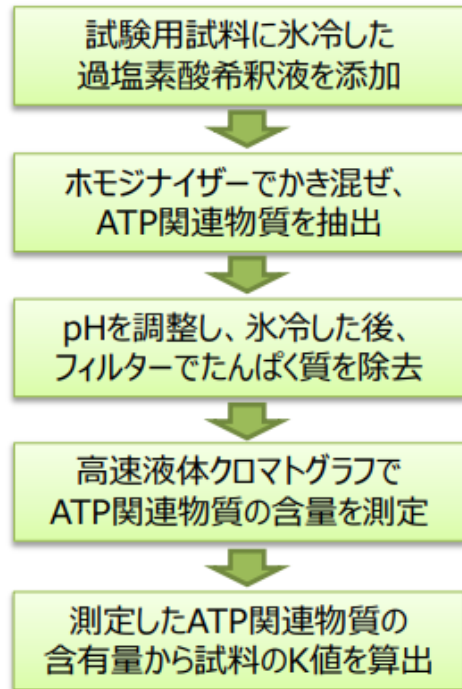 試験用試料に氷冷した
過塩素酸希釈液を添加
ホモジナイザーでかき混ぜ、
ATP関連物質を抽出
pHを調整し、氷冷した後、
フィルターでたんぱく質を除去
高速液体クロマトグラフで
ATP関連物質の含量を測定
測定したATP関連物質の
含有量から試料のK値を算出